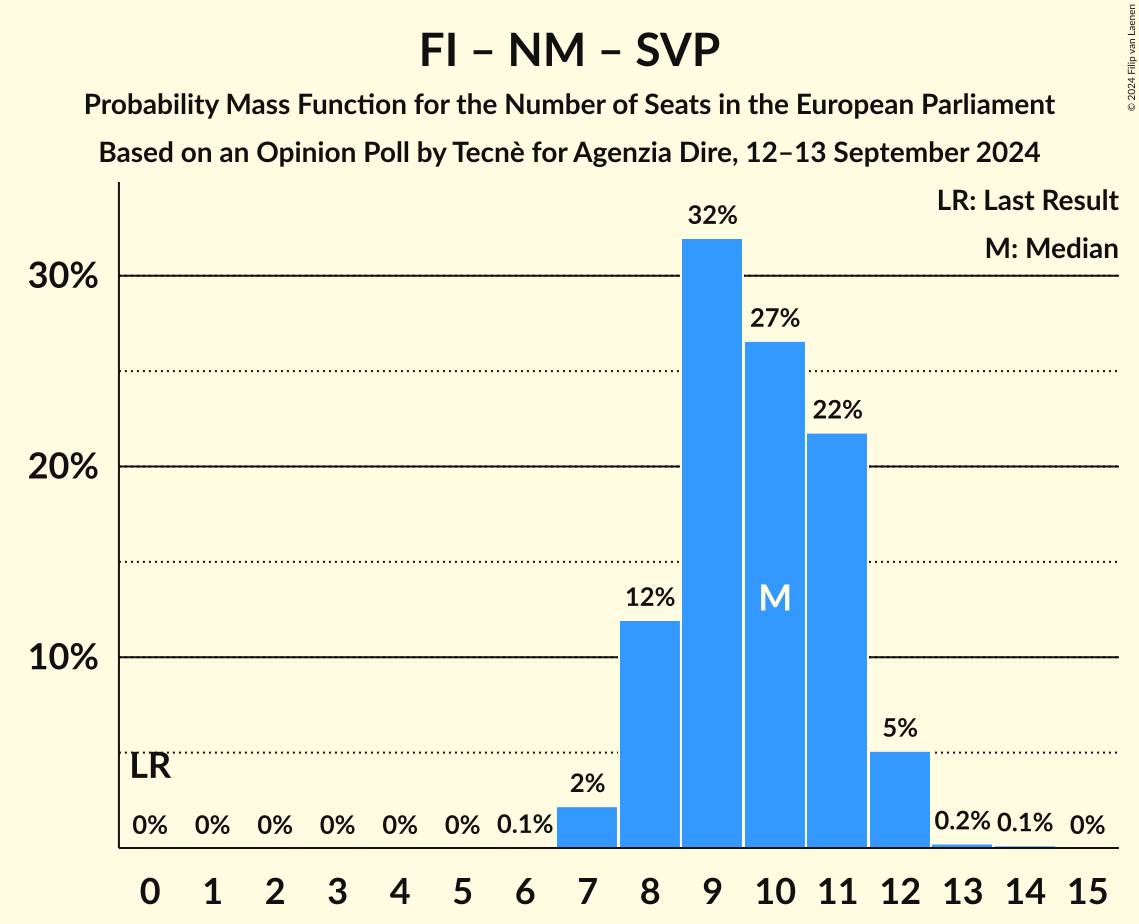 FI – NM – SVP
Probability Mass Function for the Number of Seats in the European Parliament
Based on an Opinion Poll by Tecnè for Agenzia Dire, 12–13 September 2024
© 2024 Filip van Laenen
LR: Last Result
M: Median
30%
20%
10%
LR
0%
0%
0%
0%
0%
0%
0.1%
2%
12%
32%
27%
22%
5%
0.2%
0.1%
0%
M
0 1 2 3 4 5 6 7 8 9 10 11 12 13 14 15